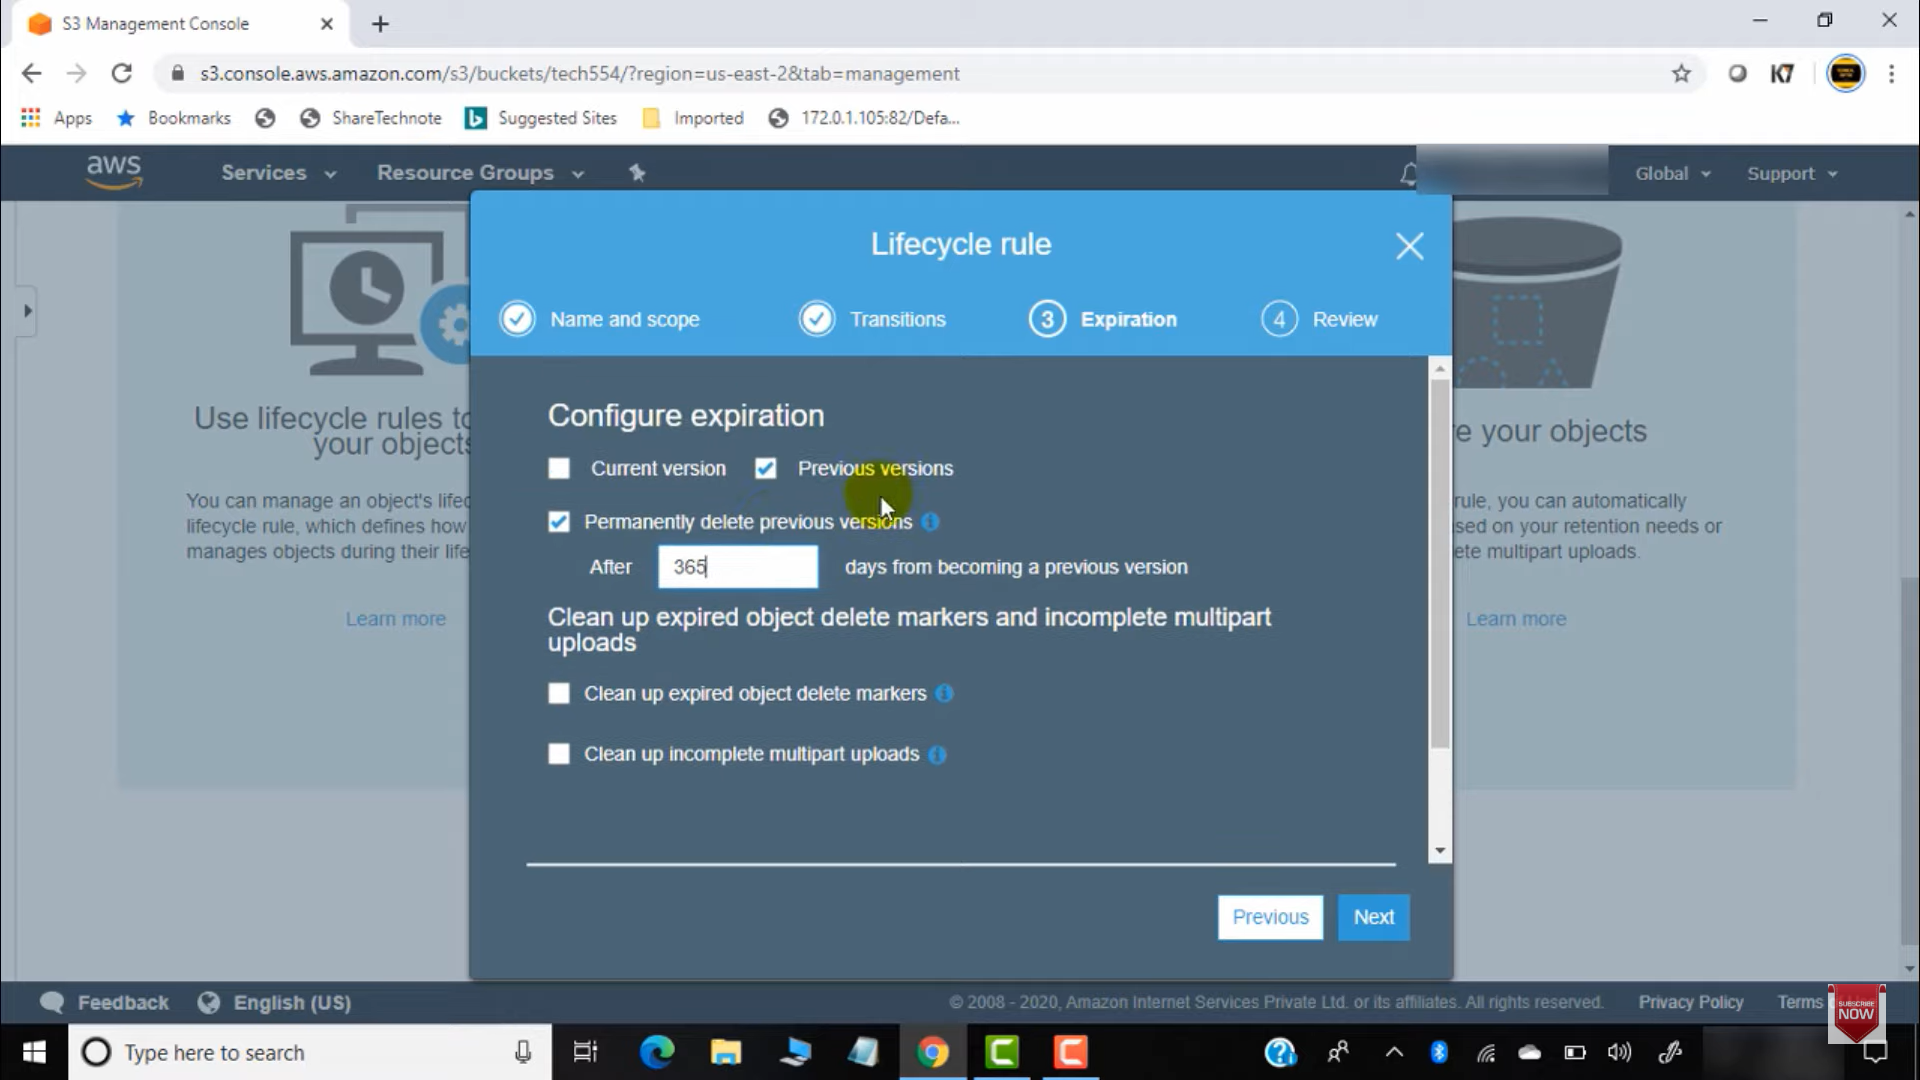 S3 Management Console
s3.console.aws.amazon.com/s3/buckets/tech554/?region=us-east-2&tab=management
K7
Apps
Bookmarks
ShareTechnote
Suggested Sites
Imported
172.0.1.105:82/Defa...
aws
Services
Resource Groups
Global
Support
Lifecycle rule
Name and scope
Transitions
3
Expiration
4
Review
Use lifecycle rules to
your objects
You can manage an object's lifec
lifecycle rule, which defines how
manages objects during their life
Learn more
Configure expiration
Current version
Previous versions
Permanently delete previous versions
After
365
days from becoming a previous version
Clean up expired object delete markers and incomplete multipart
uploads
Clean up expired object delete markers
Clean up incomplete multipart uploads
Previous
Next
e your objects
rule, you can automatically
sed on your retention needs or
ete multipart uploads.
Learn more
Feedback
English (US)
© 2008 - 2020, Amazon Internet Services Private Ltd. or its affiliates. All rights reserved.
Privacy Policy
Terms
SUBSCRIBE
NOW
Type here to search